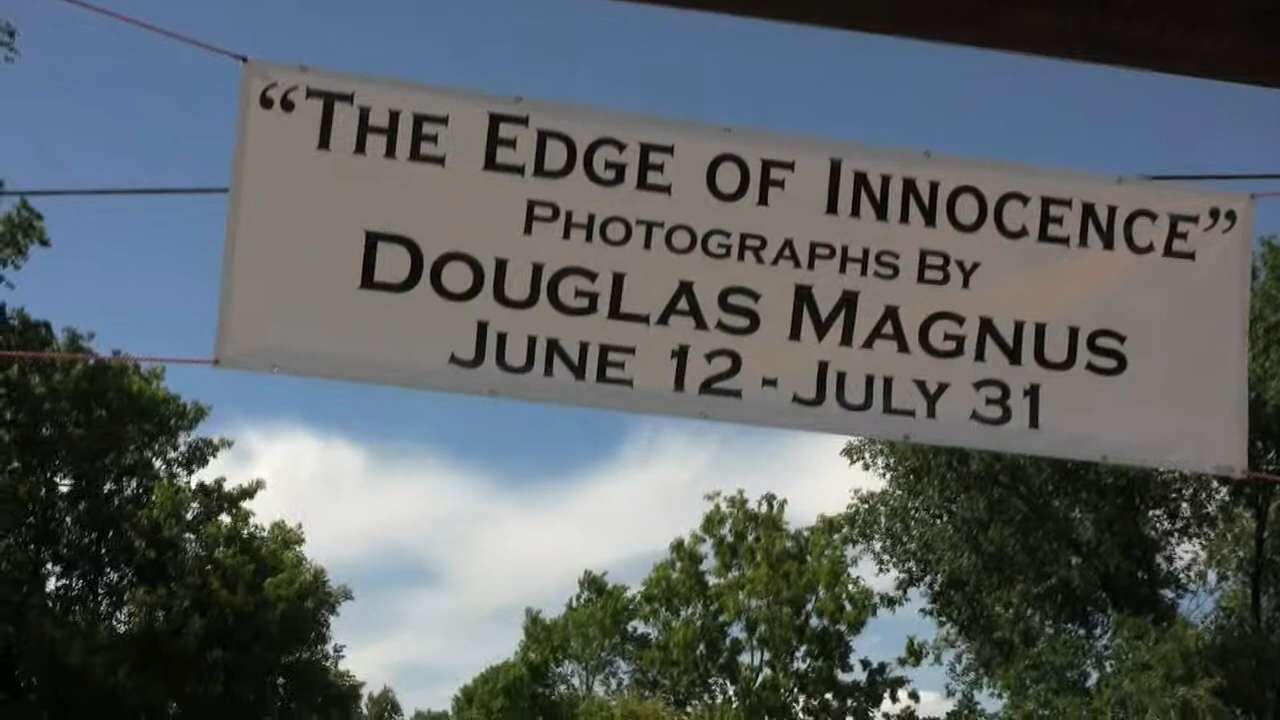 “THE EDGE OF INNOCENCE”
PHOTOGRAPHS BY
DOUGLAS MAGNUS
JUNE 12 - JULY 31